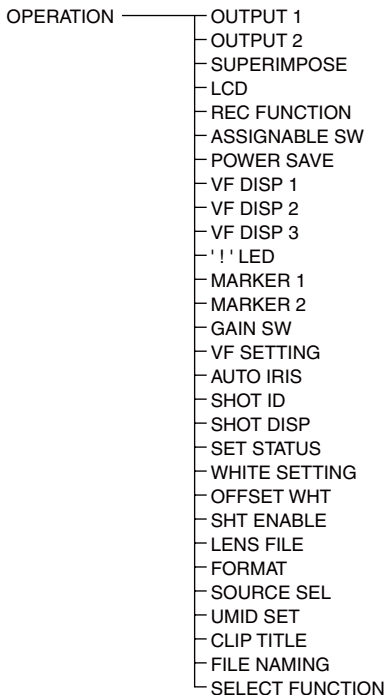 OPERATION
OUTPUT 1
OUTPUT 2
SUPERIMPOSE
LCD
REC FUNCTION
ASSIGNABLE SW
POWER SAVE
VF DISP 1
VF DISP 2
VF DISP 3
' ! ' LED
MARKER 1
MARKER 2
GAIN SW
VF SETTING
AUTO IRIS
SHOT ID
SHOT DISP
SET STATUS
WHITE SETTING
OFFSET WHT
SHT ENABLE
LENS FILE
FORMAT
SOURCE SEL
UMID SET
CLIP TITLE
FILE NAMING
SELECT FUNCTION